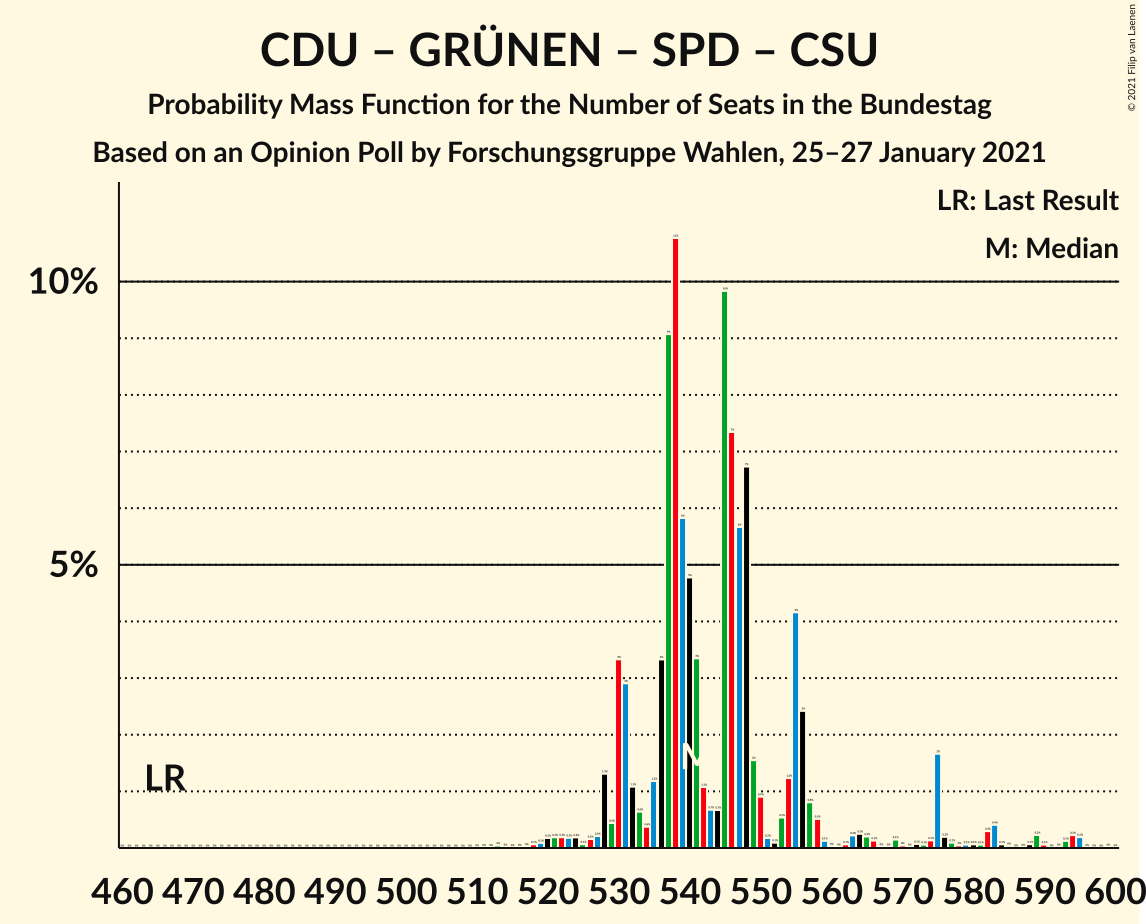 CDU – GRÜNEN – SPD – CSU
Probability Mass Function for the Number of Seats in the Bundestag
Based on an Opinion Poll by Forschungsgruppe Wahlen, 25–27 January 2021
© 2021 Filip van Laenen
LR: Last Result
M: Median
10%
5%
LR
M
460 470 480 490 500 510 520 530 540 550 560 570 580 590 600